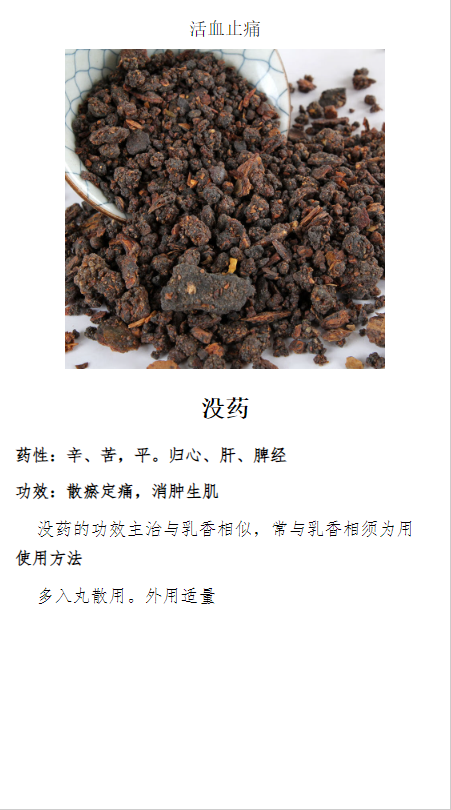 活血止痛
没药
药性：辛、苦，平。归心、肝、脾经
功效：散瘀定痛，消肿生肌
没药的功效主治与乳香相似，常与乳香相须为用
使用方法
多入丸散用。外用适量